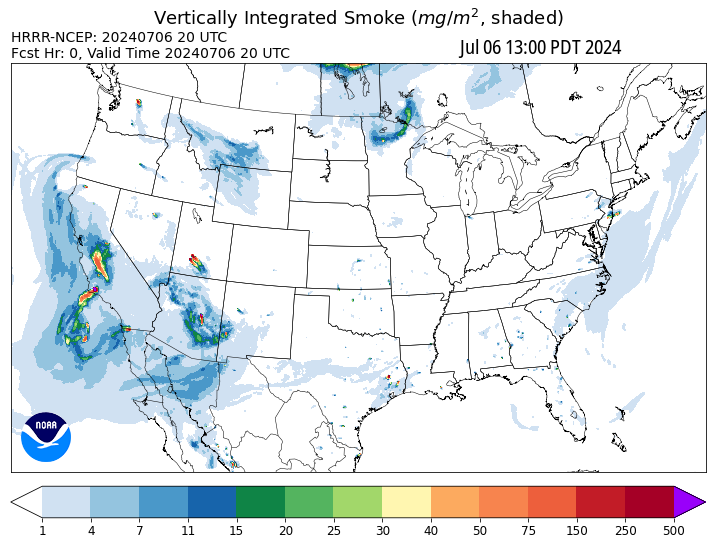 Vertically Integrated Smoke (mg/m², shaded)
HRRR-NCEP: 20240706 20 UTC
Fcst Hr: 0, Valid Time 20240706 20 UTC
Jul 06 13:00 PDT 2024
NOAA
1 4 7 11 15 20 25 30 40 50 75 150 250 500